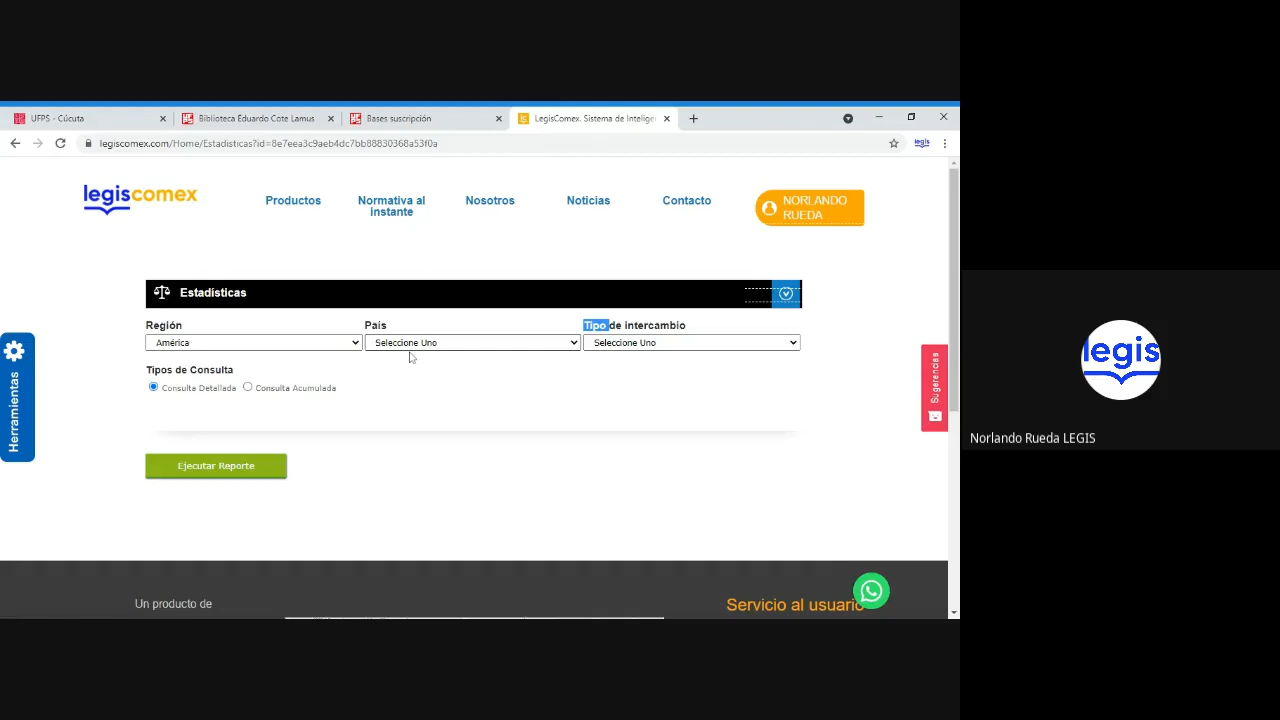 UFPS - Cúcuta
Biblioteca Eduardo Cote Lamus
Bases suscripción
LegisComex. Sistema de Intelige
legiscomex.com/Home/Estadisticas?id=8e7eea3c9aeb4dc7bb88830368a53f0a
legis
legiscomex
Productos
Normativa al
instante
Nosotros
Noticias
Contacto
NORLANDO
RUEDA
Estadísticas
Región
País
Tipo de intercambio
América
Seleccione Uno
Seleccione Uno
Tipos de Consulta
Consulta Detallada
Consulta Acumulada
Ejecutar Reporte
Herramientas
Sugerencias
Un producto de
Servicio al usuario
legis
Norlando Rueda LEGIS